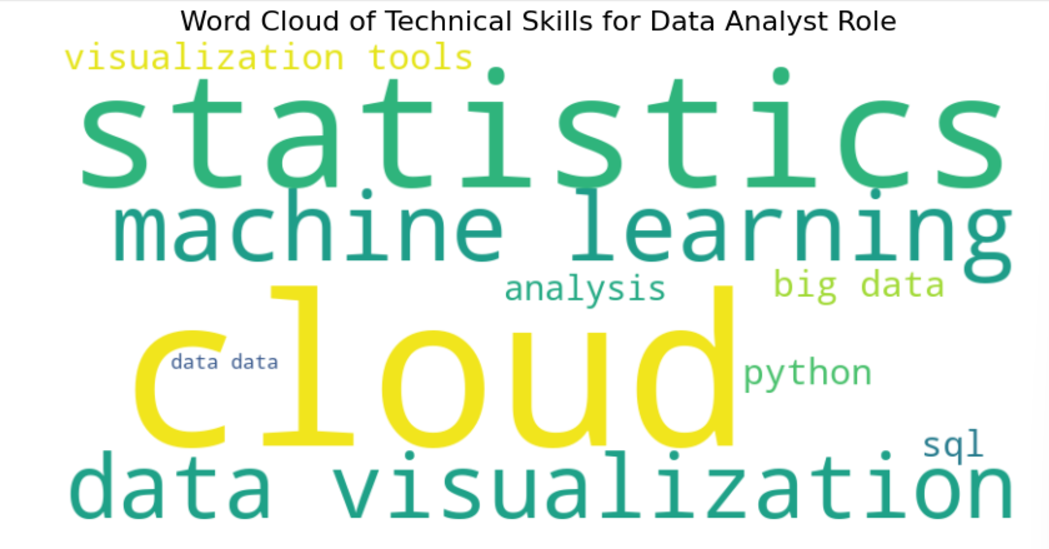 Word Cloud of Technical Skills for Data Analyst Role
visualization tools
statistics
machine learning
analysis
big data
cloud
data data
python
sql
data visualization